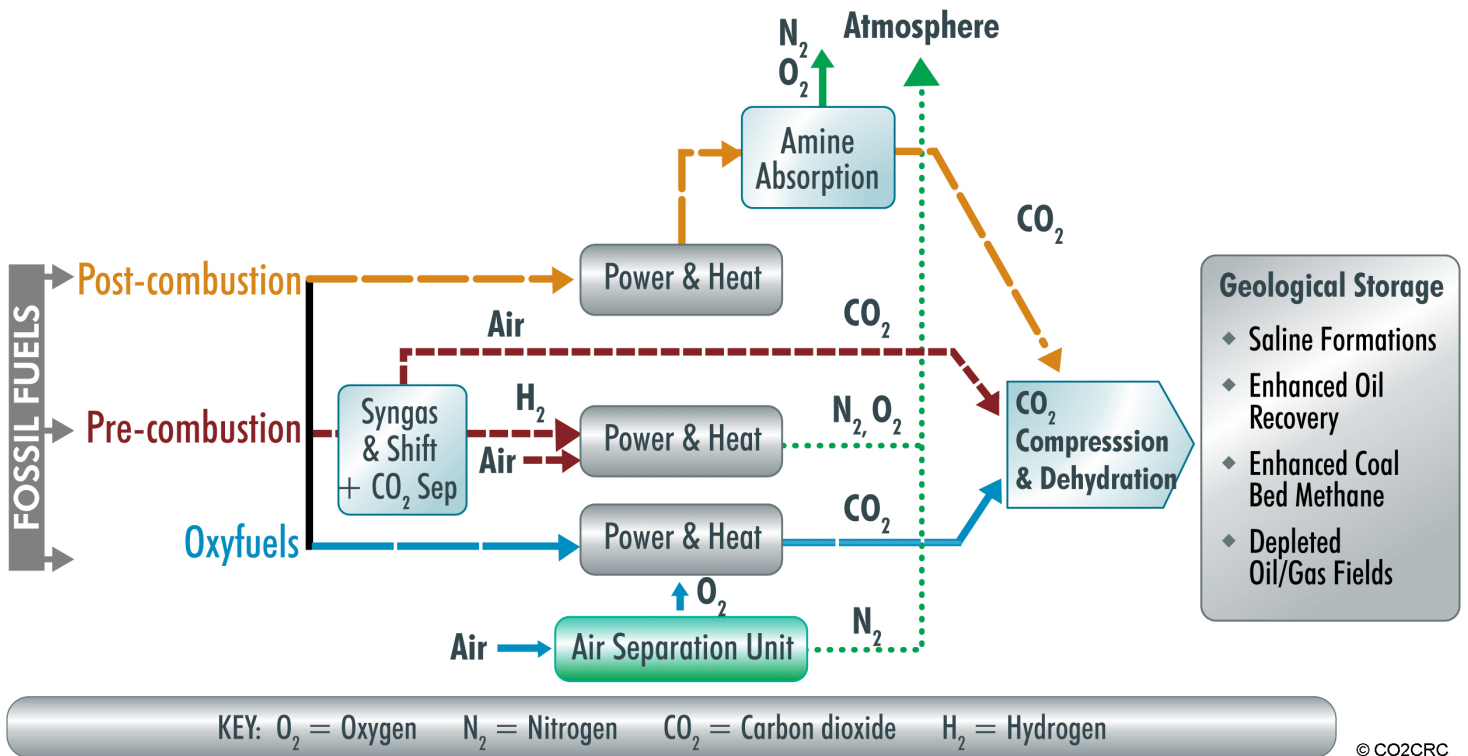 N2
O2
Atmosphere
Amine
Absorption
CO2
FOSSIL FUELS
Post-combustion
Power & Heat
Air
CO2
Pre-combustion
Syngas
& Shift
+ CO2 Sep
H2
Air
Power & Heat
N2, O2
CO2
Compresssion
& Dehydration
Oxyfuels
Power & Heat
CO2
O2
Air
Air Separation Unit
N2
Geological Storage
◆ Saline Formations
◆ Enhanced Oil
Recovery
◆ Enhanced Coal
Bed Methane
◆ Depleted
Oil/Gas Fields
KEY: O2 = Oxygen N2 = Nitrogen CO2 = Carbon dioxide H2 = Hydrogen
© CO2CRC